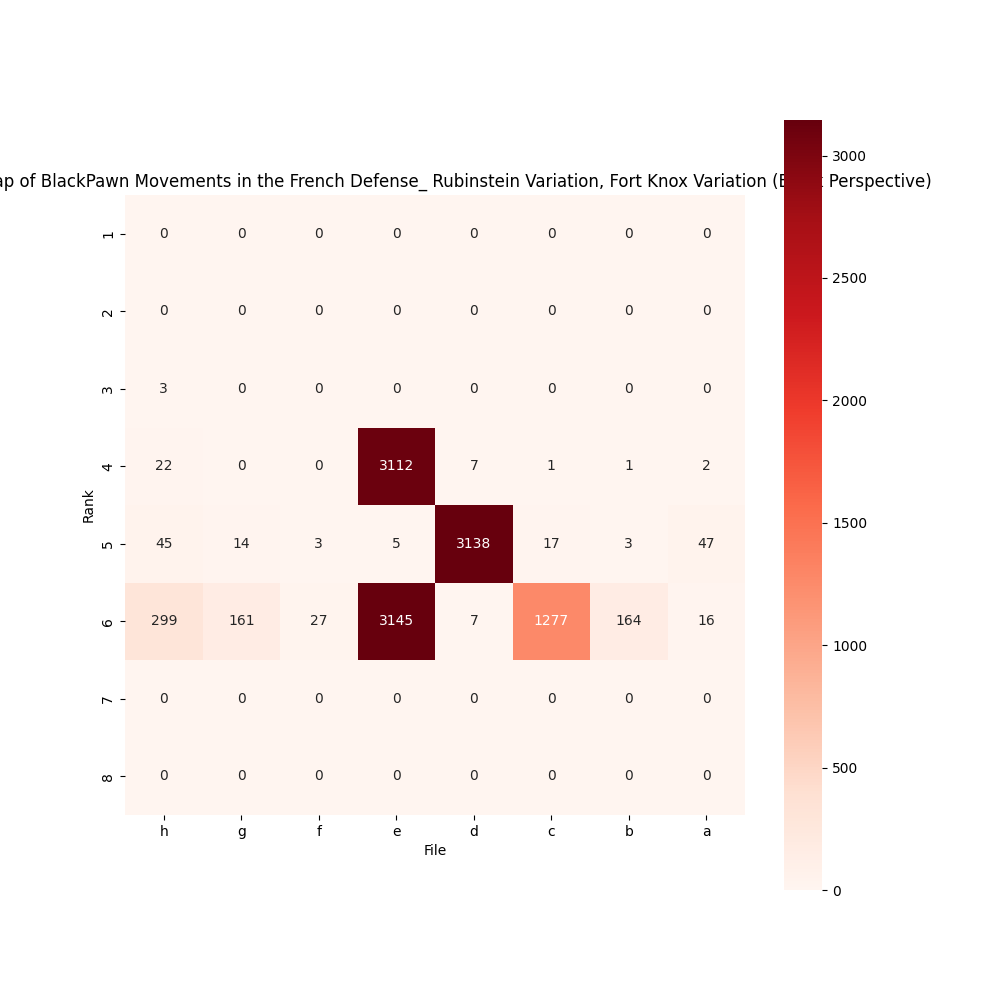 ap of BlackPawn Movements in the French Defense_ Rubinstein Variation, Fort Knox Variation (B Perspective)
1 0 0 0 0 0 0 0 0
2 0 0 0 0 0 0 0 0
3 3 0 0 0 0 0 0 0
4 22 0 0 3112 7 1 1 2
Rank
5 45 14 3 5 3138 17 3 47
6 299 161 27 3145 7 1277 164 16
7 0 0 0 0 0 0 0 0
8 0 0 0 0 0 0 0 0
h g f e d c b a
File
3000
2500
2000
1500
1000
500
0